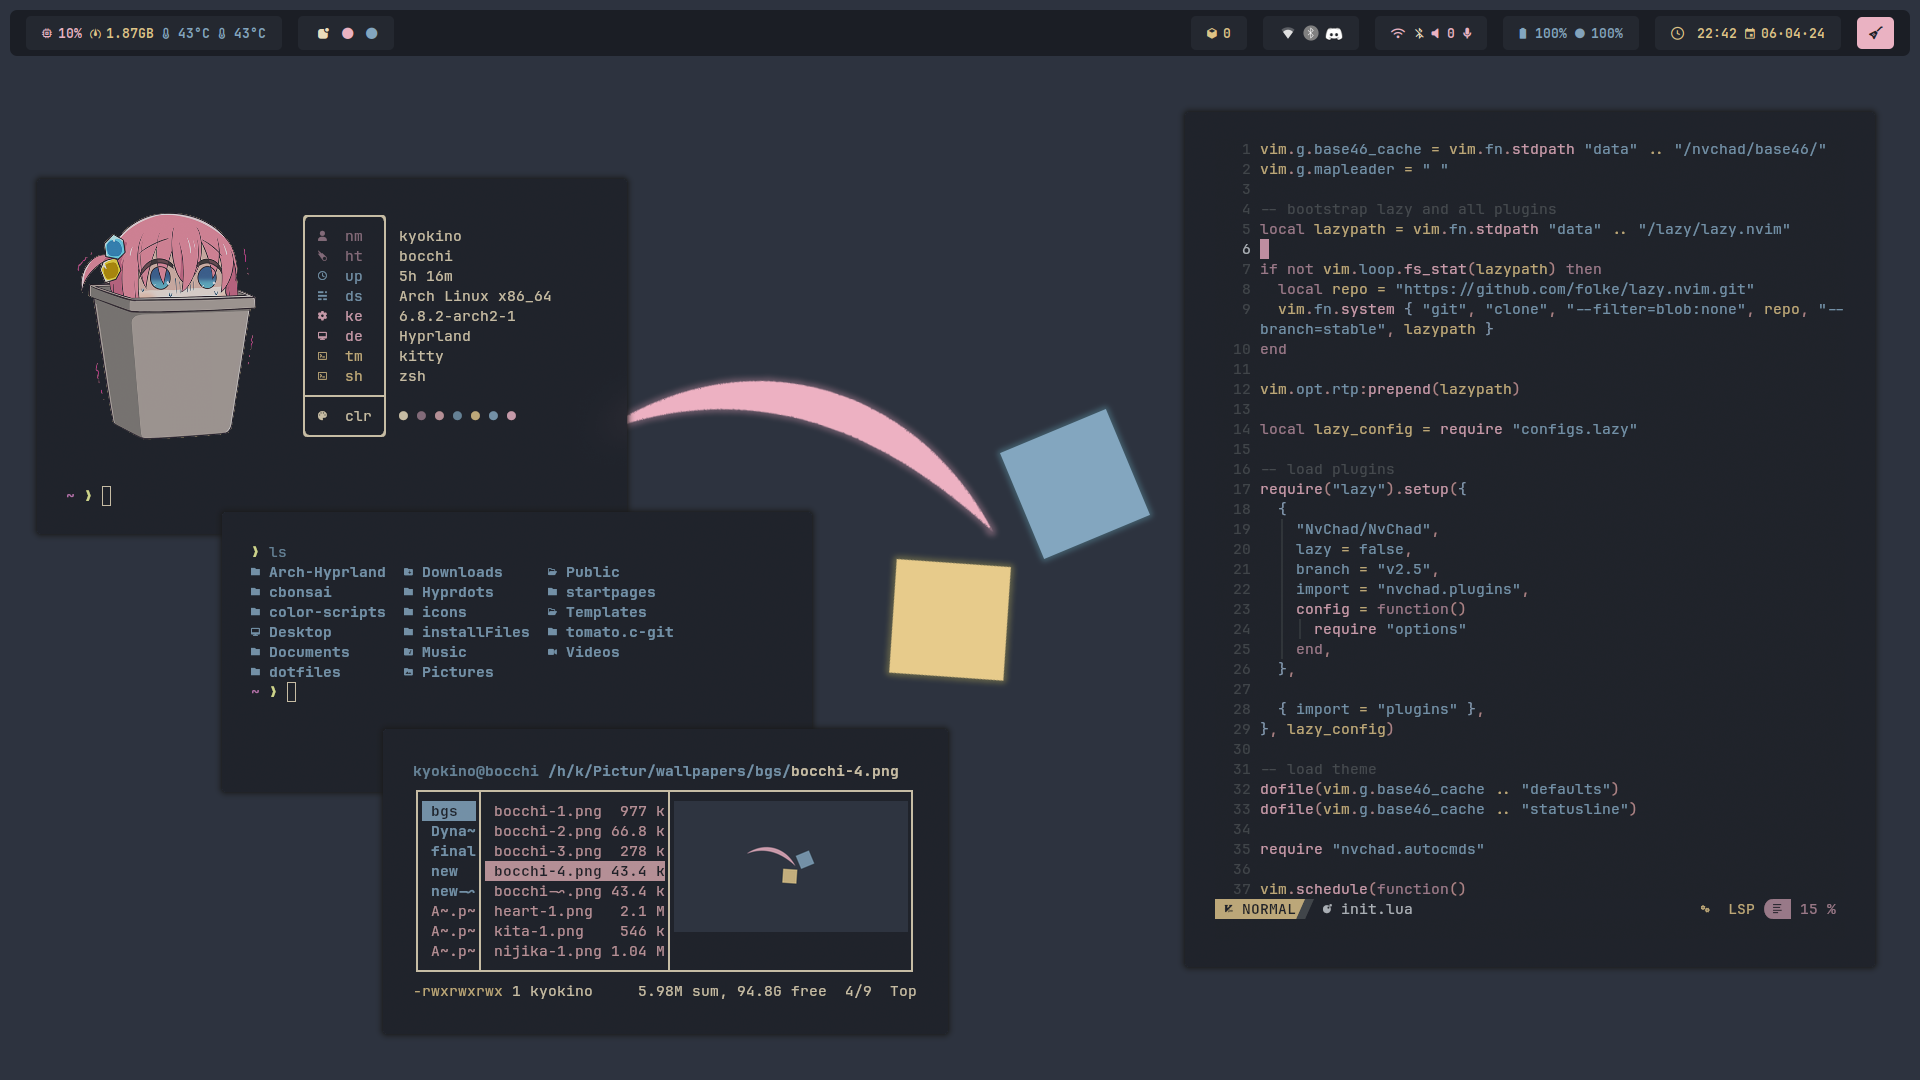 10% 1.87GB 43°C 43°C
0
0
100% 100%
22:42 06·04·24
nm kyokino
ht bocchi
up 5h 16m
ds Arch Linux x86_64
ke 6.8.2-arch2-1
de Hyprland
tm kitty
sh zsh
clr
~ ❱
❱ ls
Arch-Hyprland Downloads Public
cbonsai Hyprdots startpages
color-scripts icons Templates
Desktop installFiles tomato.c-git
Documents Music Videos
dotfiles Pictures
~ ❱
kyokino@bocchi /h/k/Pictur/wallpapers/bgs/bocchi-4.png
bgs bocchi-1.png 977 k
Dyna~ bocchi-2.png 66.8 k
final bocchi-3.png 278 k
new bocchi-4.png 43.4 k
new-~ bocchi-~.png 43.4 k
A~.p~ heart-1.png 2.1 M
A~.p~ kita-1.png 546 k
A~.p~ nijika-1.png 1.04 M
-rwxrwxrwx 1 kyokino 5.98M sum, 94.8G free 4/9 Top
1 vim.g.base46_cache = vim.fn.stdpath "data" .. "/nvchad/base46/"
2 vim.g.mapleader = " "
3
4 -- bootstrap lazy and all plugins
5 local lazypath = vim.fn.stdpath "data" .. "/lazy/lazy.nvim"
6
7 if not vim.loop.fs_stat(lazypath) then
8 local repo = "https://github.com/folke/lazy.nvim.git"
9 vim.fn.system { "git", "clone", "--filter=blob:none", repo, "--
branch=stable", lazypath }
10 end
11
12 vim.opt.rtp:prepend(lazypath)
13
14 local lazy_config = require "configs.lazy"
15
16 -- load plugins
17 require("lazy").setup({
18 {
19 "NvChad/NvChad",
20 lazy = false,
21 branch = "v2.5",
22 import = "nvchad.plugins",
23 config = function()
24 require "options"
25 end,
26 },
27
28 { import = "plugins" },
29 }, lazy_config)
30
31 -- load theme
32 dofile(vim.g.base46_cache .. "defaults")
33 dofile(vim.g.base46_cache .. "statusline")
34
35 require "nvchad.autocmds"
36
37 vim.schedule(function()
NORMAL init.lua LSP 15 %